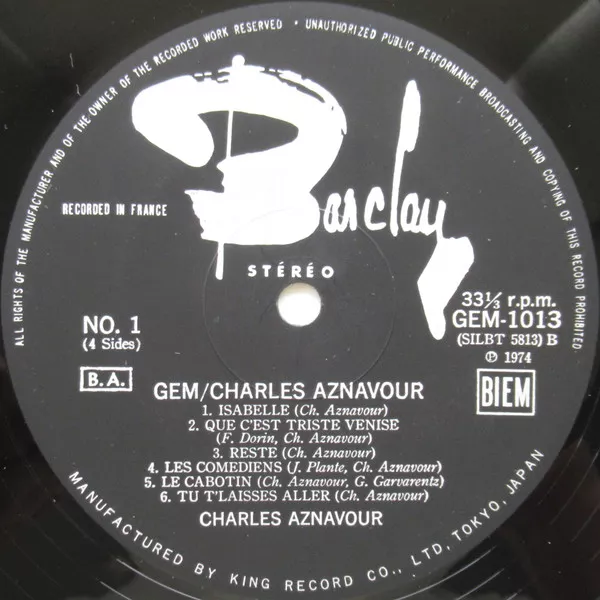 ALL RIGHTS OF THE MANUFACTURER AND OF THE OWNER OF THE RECORDED WORK RESERVED • UNAUTHORIZED PUBLIC PERFORMANCE BROADCASTING AND COPYING OF THIS RECORD PROHIBITED
Barclay
RECORDED IN FRANCE
STÉRÉO
33⅓ r.p.m.
NO. 1
GEM-1013
(4 Sides)
(SILBT 5813) B
℗ 1974
B.A.
BIEM
GEM/CHARLES AZNAVOUR
1. ISABELLE (Ch. Aznavour)
2. QUE C'EST TRISTE VENISE
(F. Dorin, Ch. Aznavour)
3. RESTE (Ch. Aznavour)
4. LES COMEDIENS (J. Plante, Ch. Aznavour)
5. LE CABOTIN (Ch. Aznavour, G. Garvarentz)
6. TU T'LAISSES ALLER (Ch. Aznavour)
CHARLES AZNAVOUR
MANUFACTURED BY KING RECORD CO., LTD, TOKYO, JAPAN